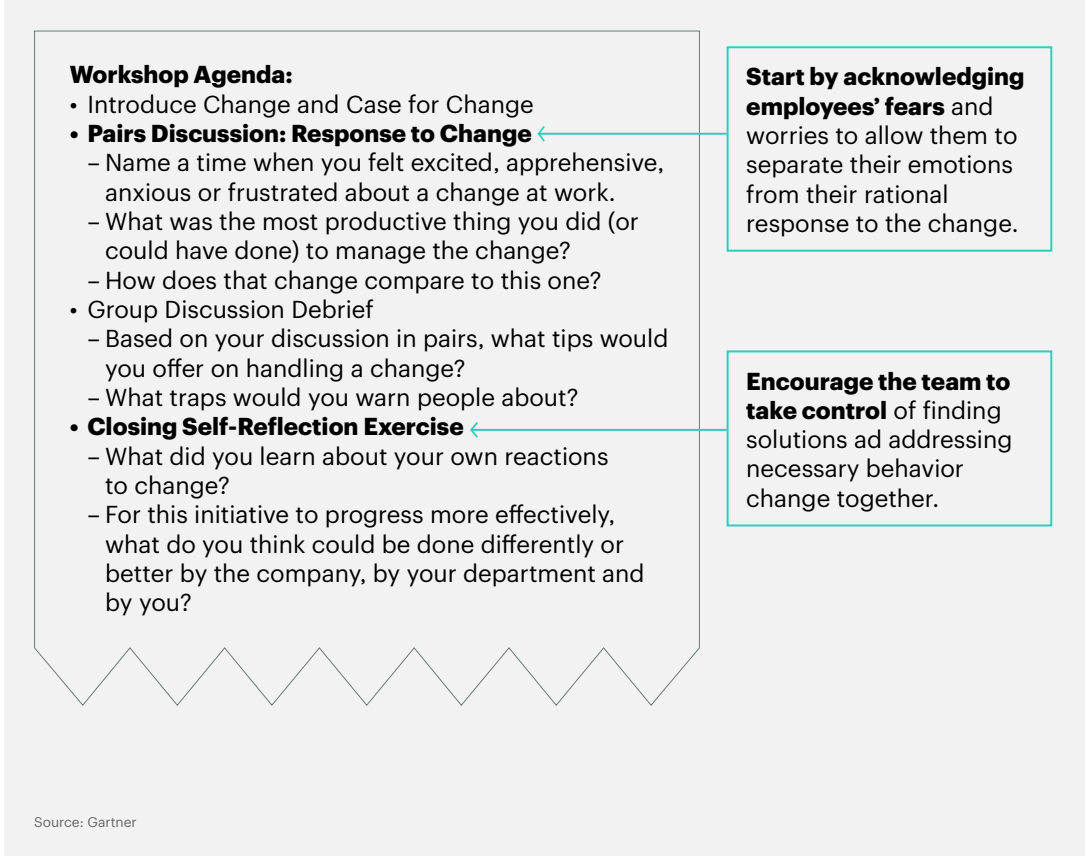 Workshop Agenda:
• Introduce Change and Case for Change
• Pairs Discussion: Response to Change
– Name a time when you felt excited, apprehensive,
anxious or frustrated about a change at work.
– What was the most productive thing you did (or
could have done) to manage the change?
– How does that change compare to this one?
• Group Discussion Debrief
– Based on your discussion in pairs, what tips would
you offer on handling a change?
– What traps would you warn people about?
• Closing Self-Reflection Exercise
– What did you learn about your own reactions
to change?
– For this initiative to progress more effectively,
what do you think could be done differently or
better by the company, by your department and
by you?
Start by acknowledging
employees’ fears and
worries to allow them to
separate their emotions
from their rational
response to the change.
Encourage the team to
take control of finding
solutions ad addressing
necessary behavior
change together.
Source: Gartner